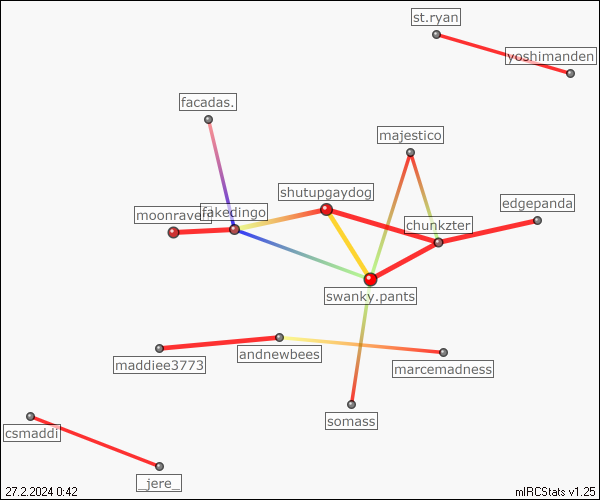 st.ryan
yoshimanden
facadas.
majestico
shutupgaydog
edgepanda
fakedingo
chunkzter
swanky.pants
andnewbees
maddiee3773
marcemadness
somass
csmaddi
_jere_
27.2.2024 0:42
mIRCStats v1.25